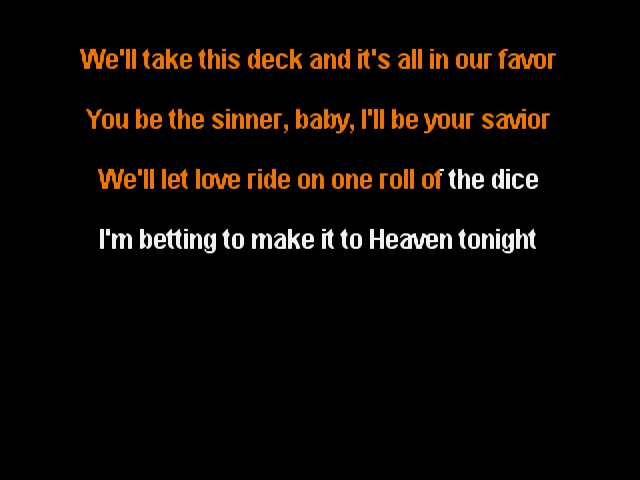 We'll take this deck and it's all in our favor
You be the sinner, baby, I'll be your savior
We'll let love ride on one roll of the dice
I'm betting to make it to Heaven tonight